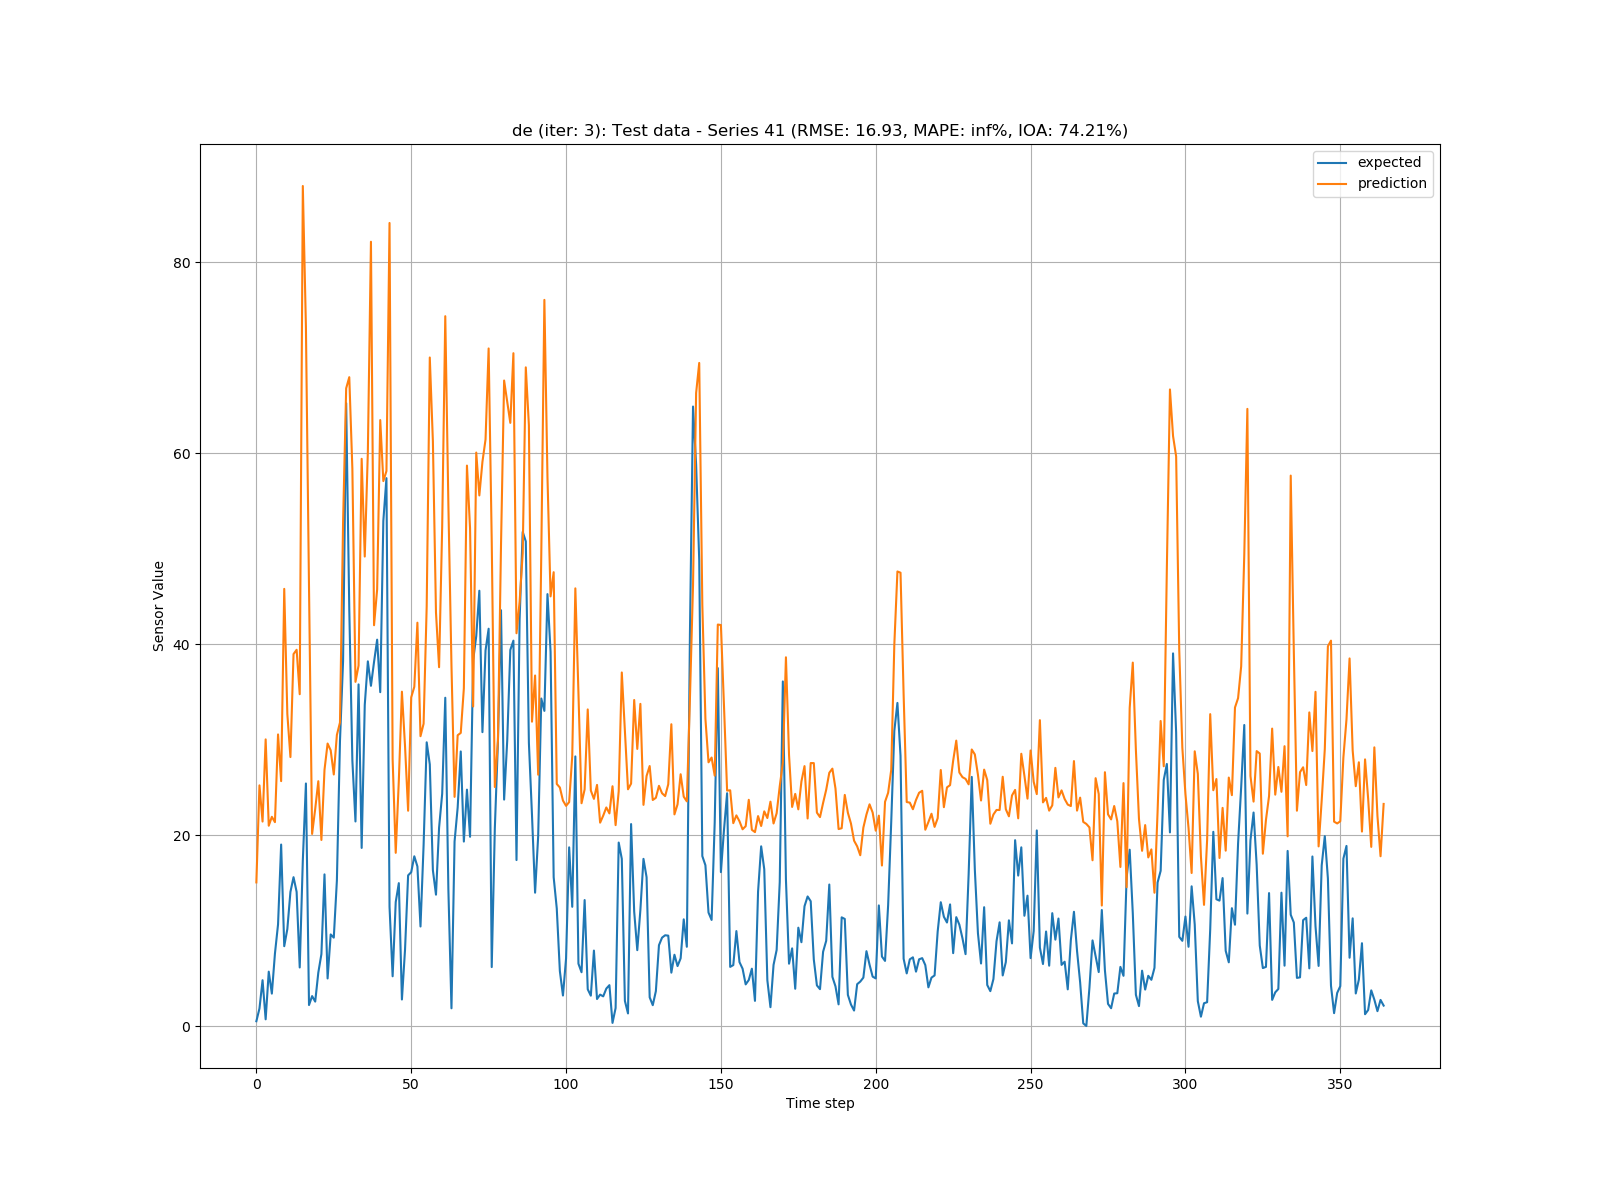 de (iter: 3): Test data - Series 41 (RMSE: 16.93, MAPE: inf%, IOA: 74.21%)
expected
prediction
80
60
40
20
0
Sensor Value
0 50 100 150 200 250 300 350
Time step